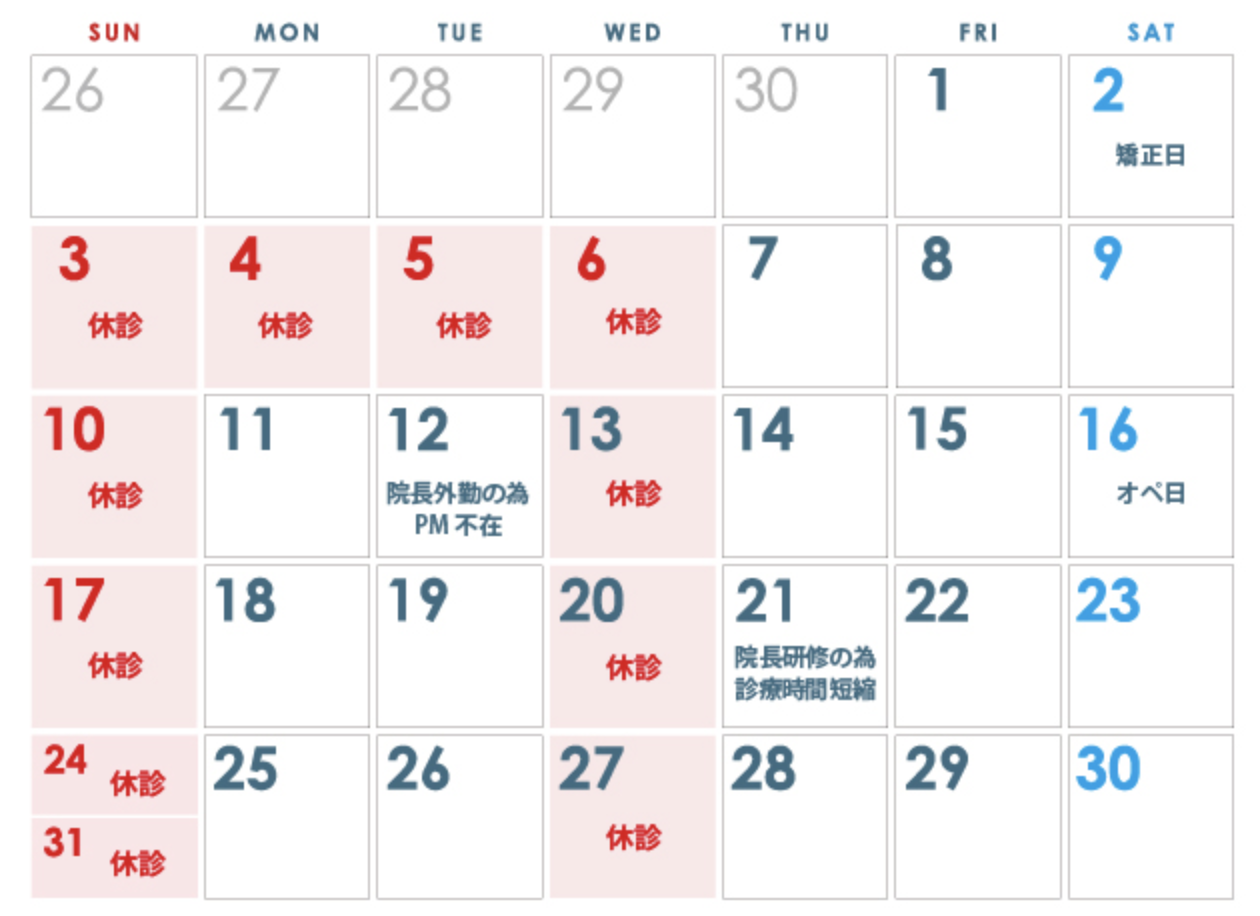 SUN MON TUE WED THU FRI SAT
26 27 28 29 30 1 2
矯正日
3 4 5 6 7 8 9
休診 休診 休診 休診
10 11 12 13 14 15 16
休診 院長外勤の為 休診 オペ日
PM 不在
17 18 19 20 21 22 23
休診 休診 院長研修の為
診療時間短縮
24 休診 25 26 27 28 29 30
31 休診 休診